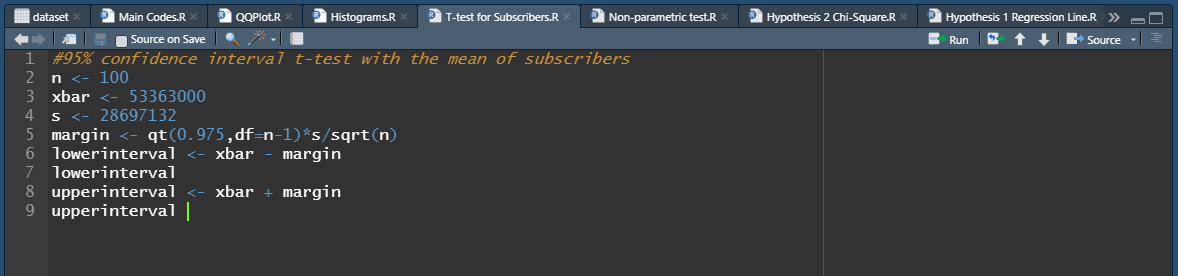 dataset Main Codes.R QQPlot.R Histograms.R T-test for Subscribers.R Non-parametric test.R Hypothesis 2 Chi-Square.R Hypothesis 1 Regression Line.R
Source on Save Run Source
1 #95% confidence interval t-test with the mean of subscribers
2 n <- 100
3 xbar <- 53363000
4 s <- 28697132
5 margin <- qt(0.975,df=n-1)*s/sqrt(n)
6 lowerinterval <- xbar - margin
7 lowerinterval
8 upperinterval <- xbar + margin
9 upperinterval